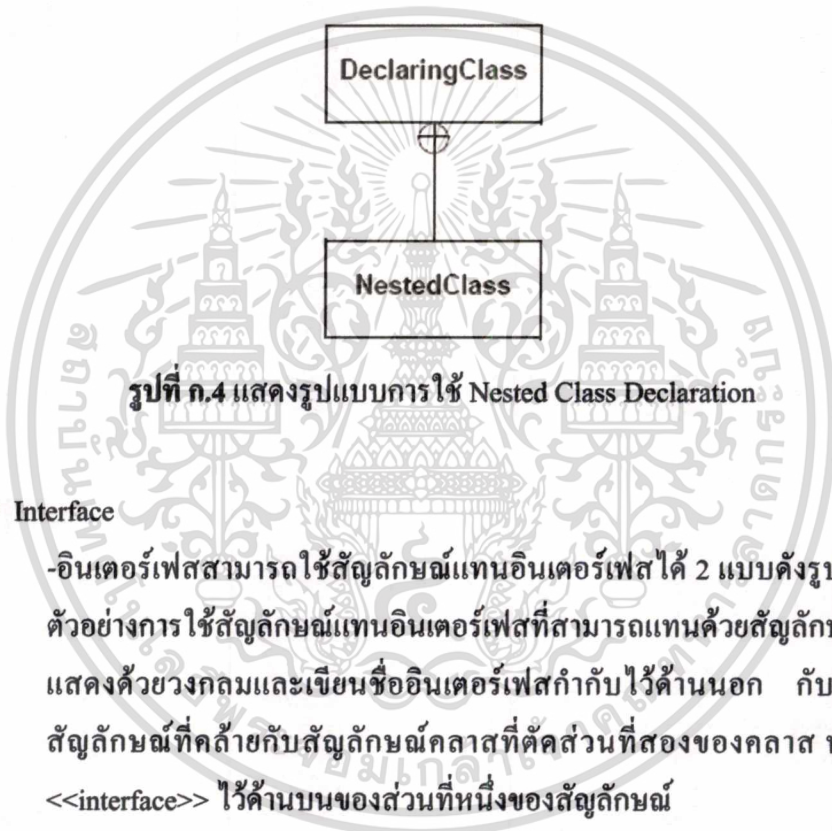 DeclaringClass
NestedClass
รูปที่ ก.4 แสดงรูปแบบการใช้ Nested Class Declaration
Interface
-อินเตอร์เฟสสามารถใช้สัญลักษณ์แทนอินเตอร์เฟสได้ 2 แบบดังรูป
ตัวอย่างการใช้สัญลักษณ์แทนอินเตอร์เฟสที่สามารถแทนด้วยสัญลักษ
แสดงด้วยวงกลมและเขียนชื่ออินเตอร์เฟสกำกับไว้ด้านนอก กับ
สัญลักษณ์ที่คล้ายกับสัญลักษณ์คลาสที่ตัดส่วนที่สองของคลาส
<<interface>> ไว้ด้านบนของส่วนที่หนึ่งของสัญลักษณ์